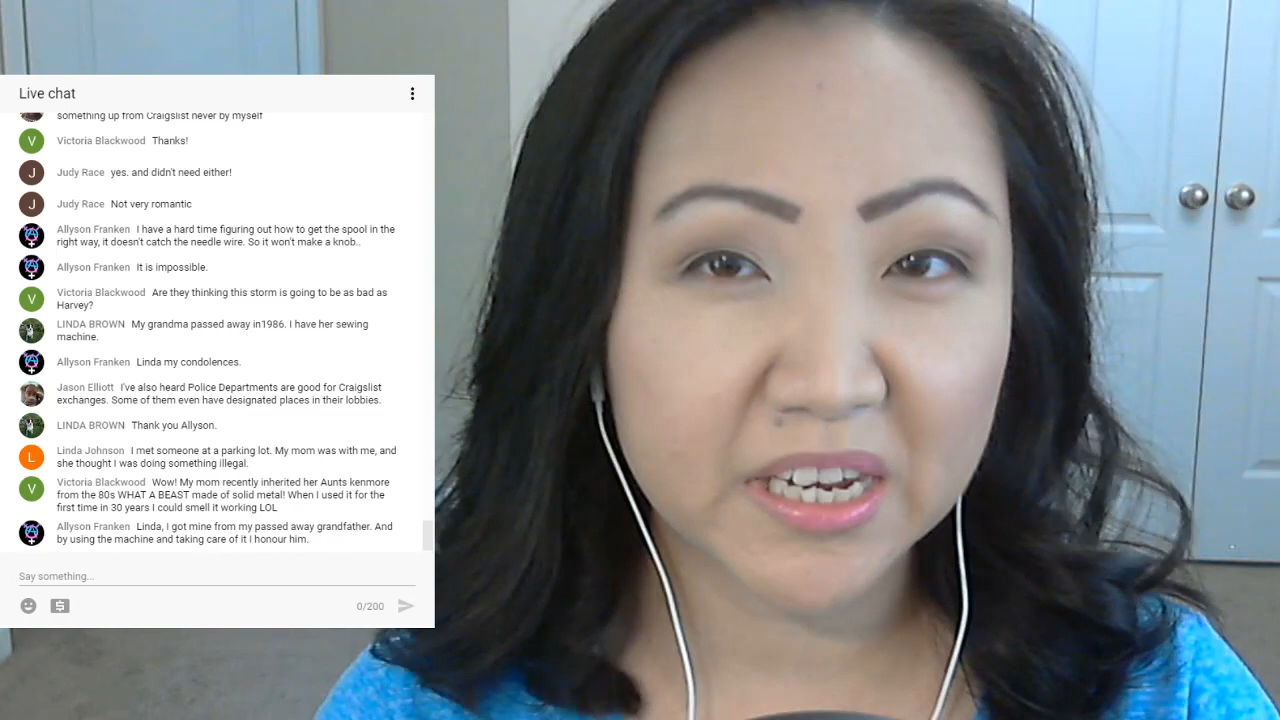 Live chat
something up from Craigslist never by myself
V Victoria Blackwood Thanks!
J Judy Race yes. and didn't need either!
J Judy Race Not very romantic
Allyson Franken I have a hard time figuring out how to get the spool in the
right way, it doesn't catch the needle wire. So it won't make a knob..
Allyson Franken It is impossible.
V Victoria Blackwood Are they thinking this storm is going to be as bad as
Harvey?
LINDA BROWN My grandma passed away in1986. I have her sewing
machine.
Allyson Franken Linda my condolences.
Jason Elliott I've also heard Police Departments are good for Craigslist
exchanges. Some of them even have designated places in their lobbies.
LINDA BROWN Thank you Allyson.
L Linda Johnson I met someone at a parking lot. My mom was with me, and
she thought I was doing something illegal.
V Victoria Blackwood Wow! My mom recently inherited her Aunts kenmore
from the 80s WHAT A BEAST made of solid metal! When I used it for the
first time in 30 years I could smell it working LOL
Allyson Franken Linda, I got mine from my passed away grandfather. And
by using the machine and taking care of it I honour him.
Say something...
0/200